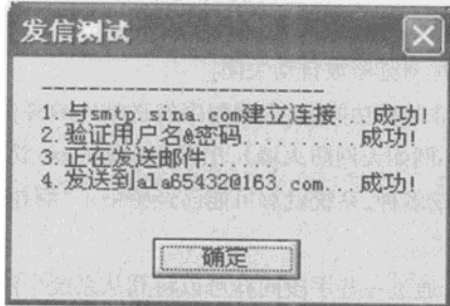 发信测试
---------------------------
1. 与smtp.sina.com建立连接...成功!
2. 验证用户名&密码...........成功!
3. 正在发送邮件...
4. 发送到ala65432@163.com...成功!
确定